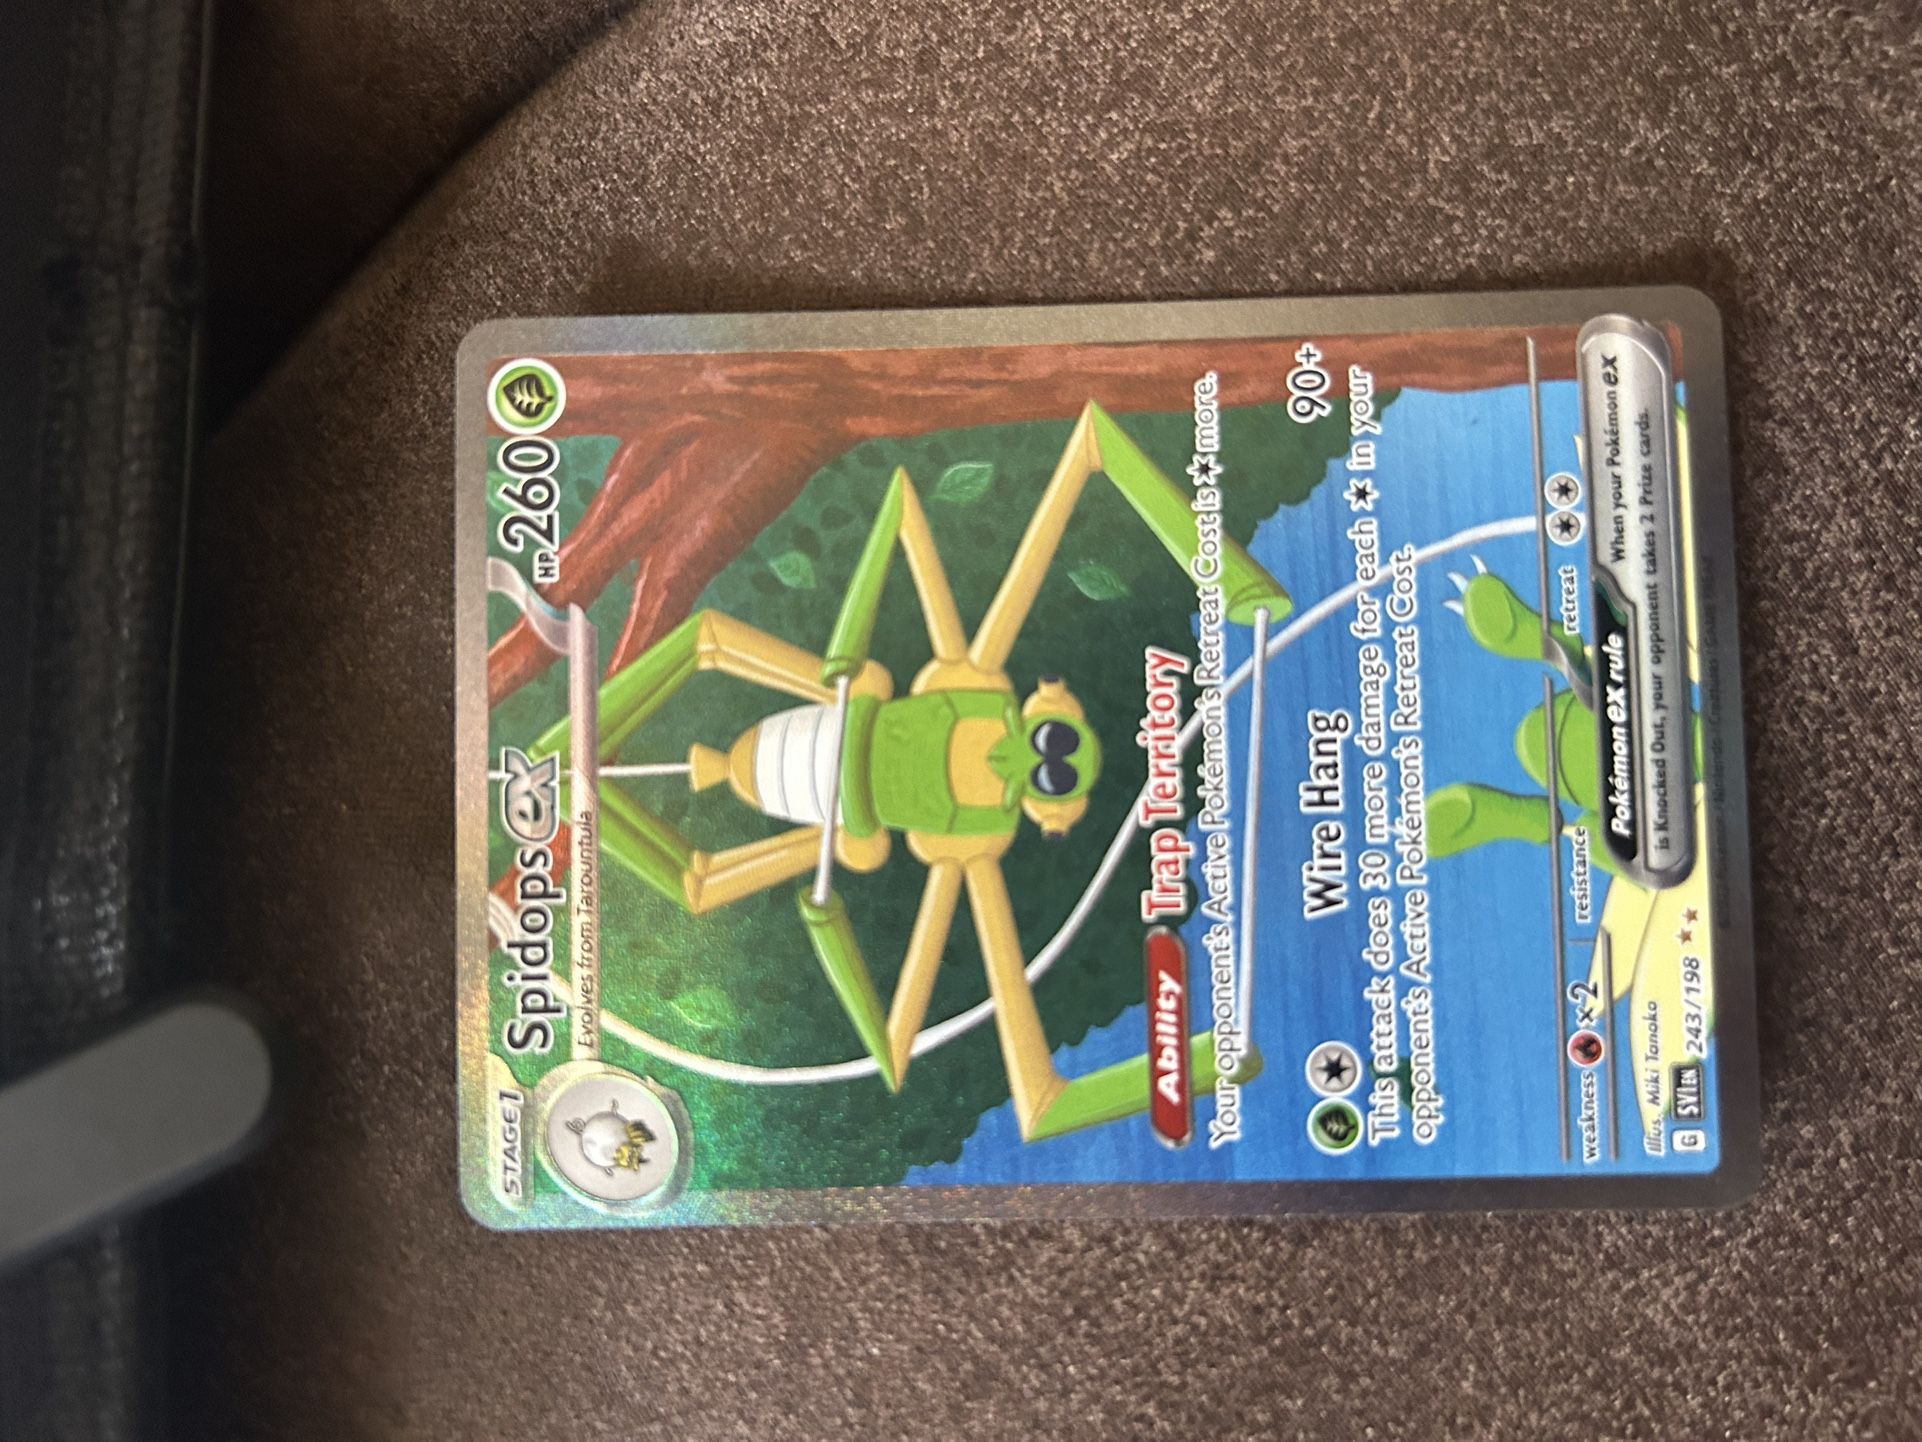 STAGE1
Spidops ex
HP 260
Evolves from Tarountula
Ability Trap Territory
Your opponent's Active Pokémon's Retreat Cost is more.
Wire Hang 90+
This attack does 30 more damage for each in your
opponent's Active Pokémon's Retreat Cost.
weakness ×2 resistance retreat
Illus. Miki Tanaka
G SVI EN 243/198
Pokémon ex rule When your Pokémon ex
is Knocked Out, your opponent takes 2 Prize cards.